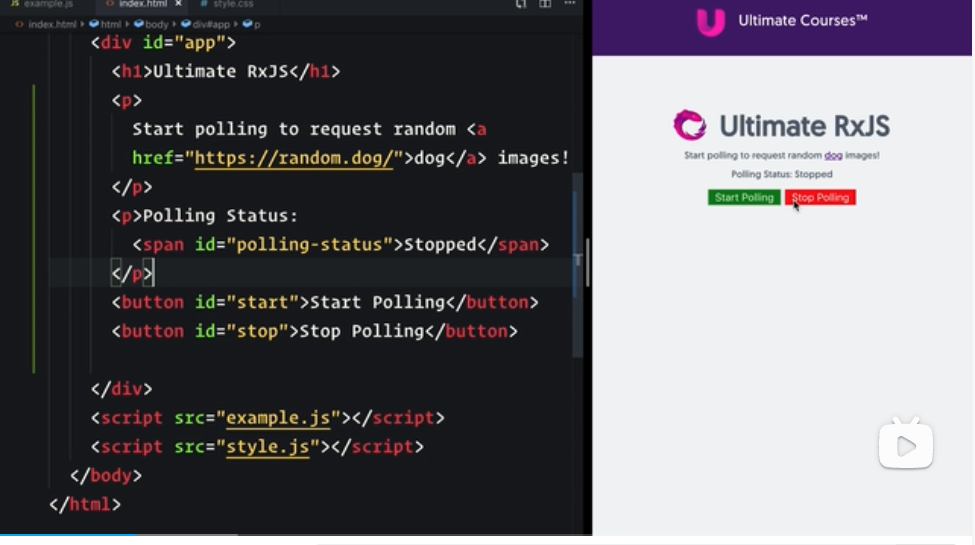 example.js index.html style.css
index.html html body div#app p
<div id="app">
<h1>Ultimate RxJS</h1>
<p>
Start polling to request random <a
href="https://random.dog/">dog</a> images!
</p>
<p>Polling Status:
<span id="polling-status">Stopped</span>
</p>
<button id="start">Start Polling</button>
<button id="stop">Stop Polling</button>
</div>
<script src="example.js"></script>
<script src="style.js"></script>
</body>
</html>
Ultimate Courses™
Ultimate RxJS
Start polling to request random dog images!
Polling Status: Stopped
Start Polling Stop Polling